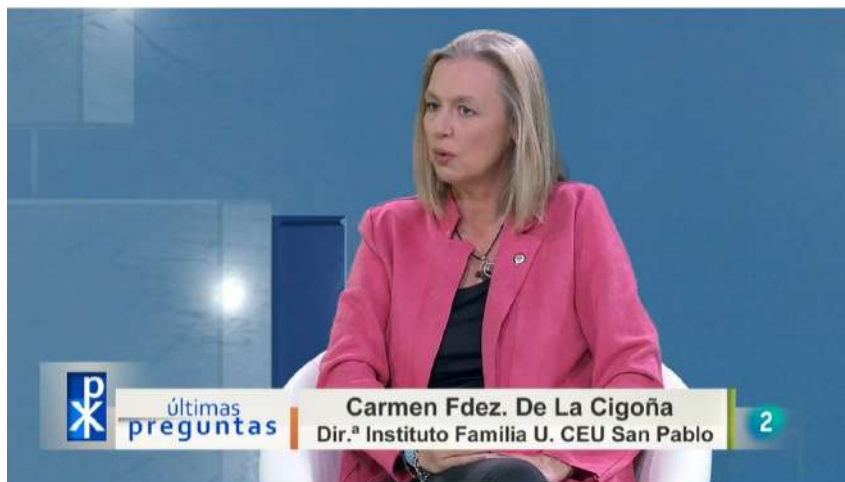 últimas
preguntas
Carmen Fdez. De La Cigoña
Dir.ª Instituto Familia U. CEU San Pablo
2